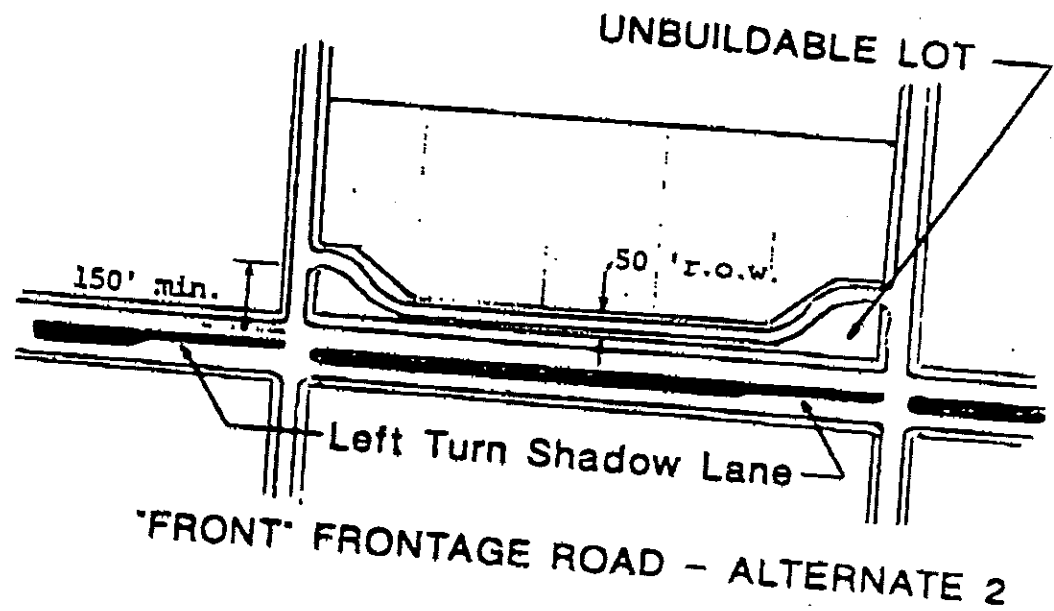 UNBUILDABLE LOT
50 'r.o.w.
150' min.
Left Turn Shadow Lane
"FRONT" FRONTAGE ROAD - ALTERNATE 2